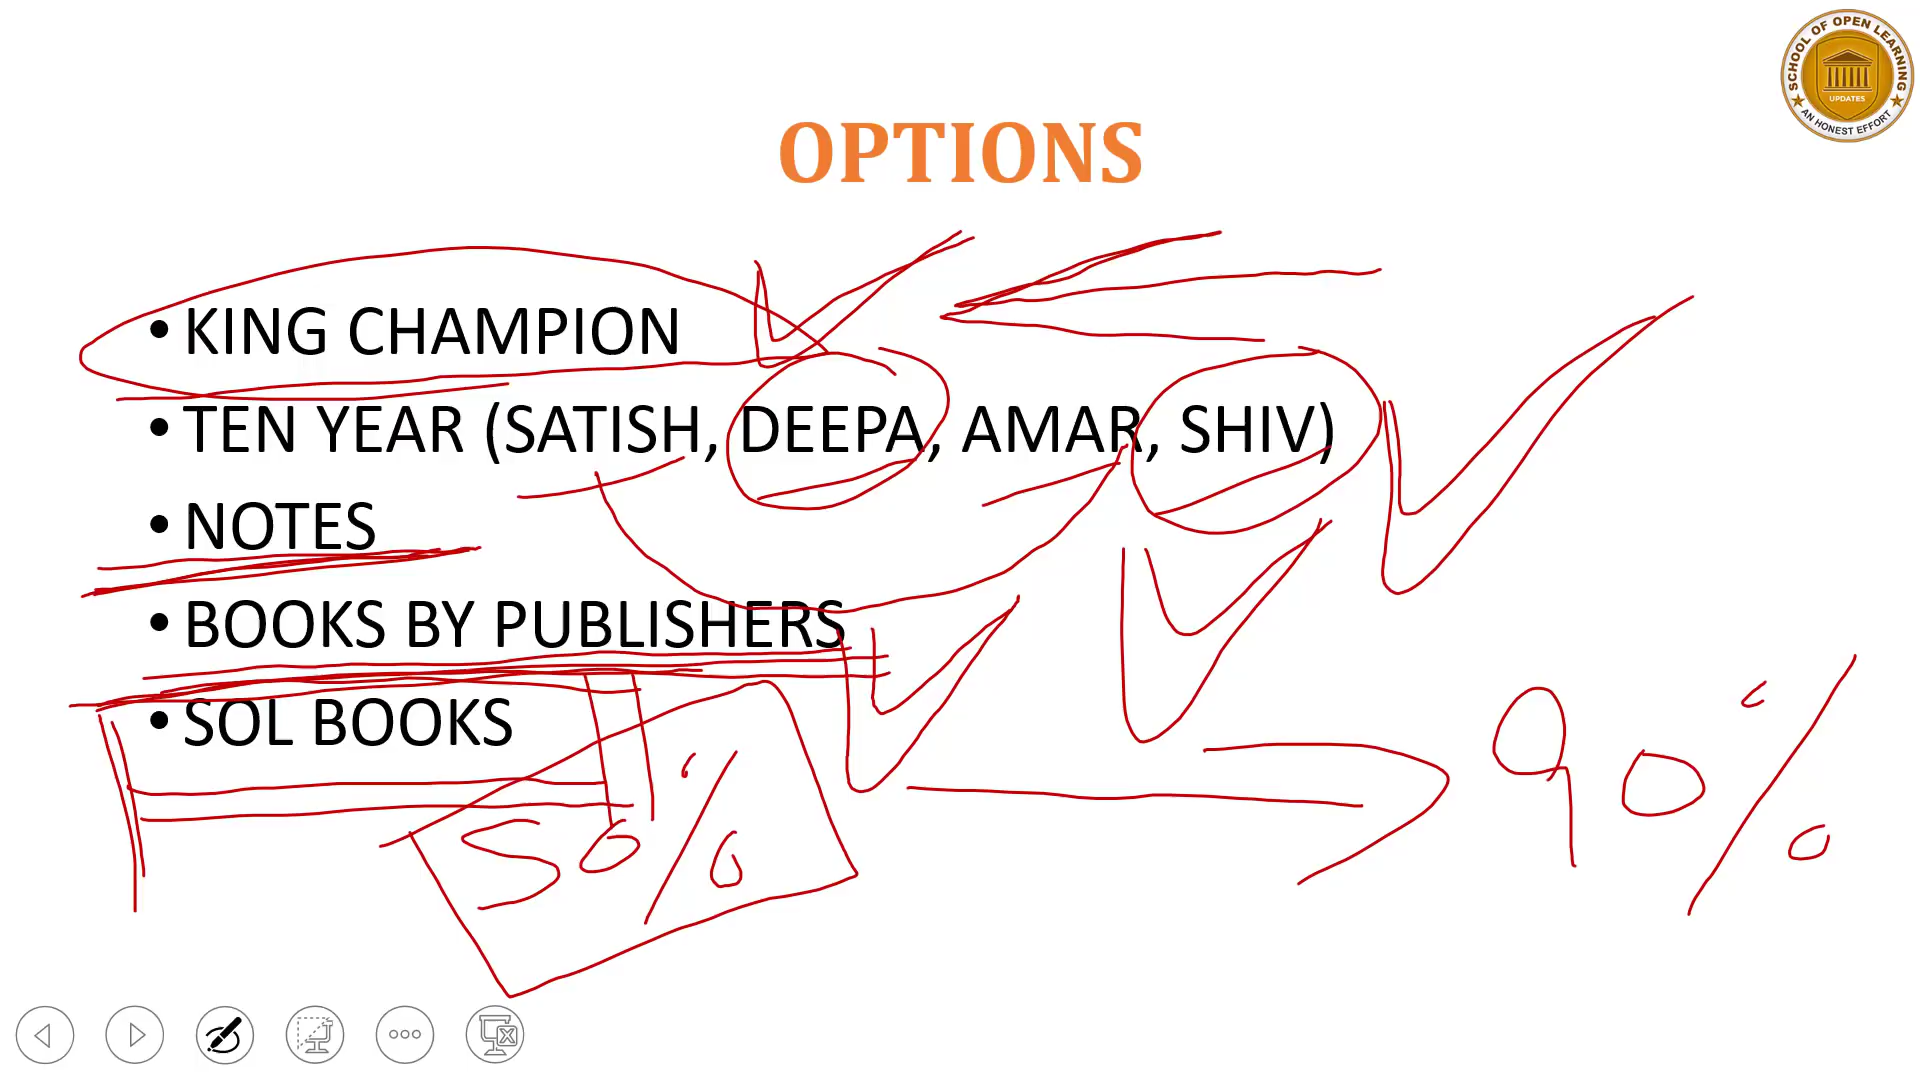 SCHOOL OF OPEN LEARNING
UPDATES
AN HONEST EFFORT
OPTIONS
• KING CHAMPION
• TEN YEAR (SATISH, DEEPA, AMAR, SHIV)
• NOTES
• BOOKS BY PUBLISHERS
• SOL BOOKS
50%
90%